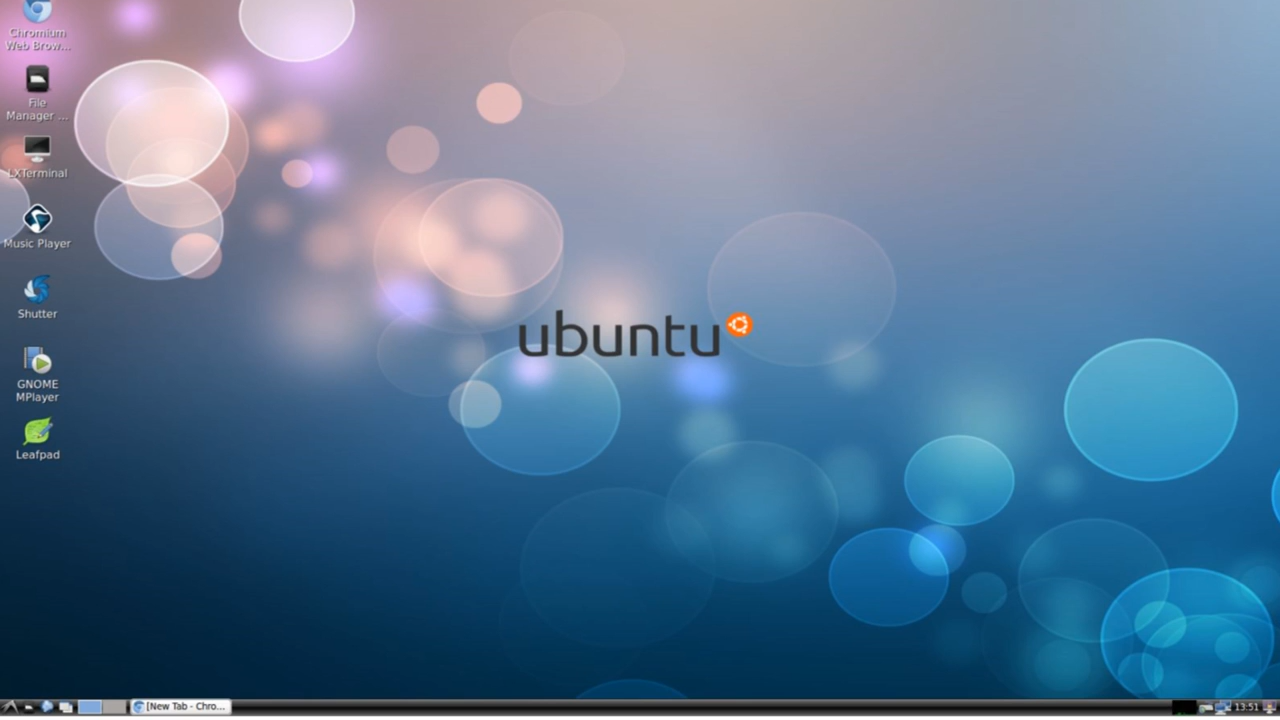 Chromium
Web Brow...
File
Manager ...
LXTerminal
Music Player
Shutter
GNOME
MPlayer
Leafpad
ubuntu
[New Tab - Chro...
13:51